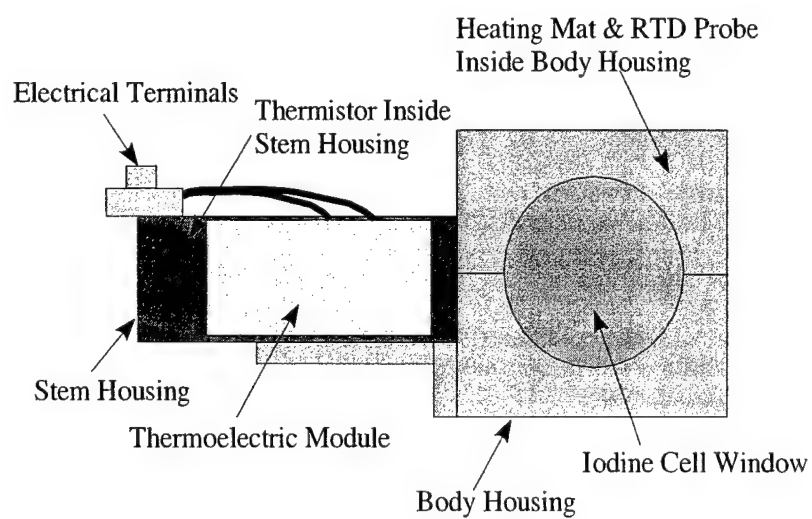 Heating Mat & RTD Probe
Inside Body Housing
Electrical Terminals
Thermistor Inside
Stem Housing
Stem Housing
Thermoelectric Module
Iodine Cell Window
Body Housing